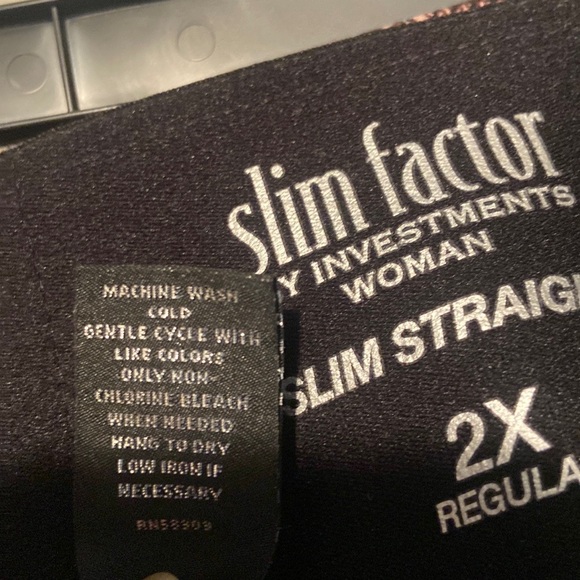 slim factor
Y INVESTMENTS
WOMAN
SLIM STRAIG
2X
REGULA
MACHINE WASH
COLD
GENTLE CYCLE WITH
LIKE COLORS
ONLY NON-
CHLORINE BLEACH
WHEN NEEDED
HANG TO DRY
LOW IRON IF
NECESSARY
RN58909